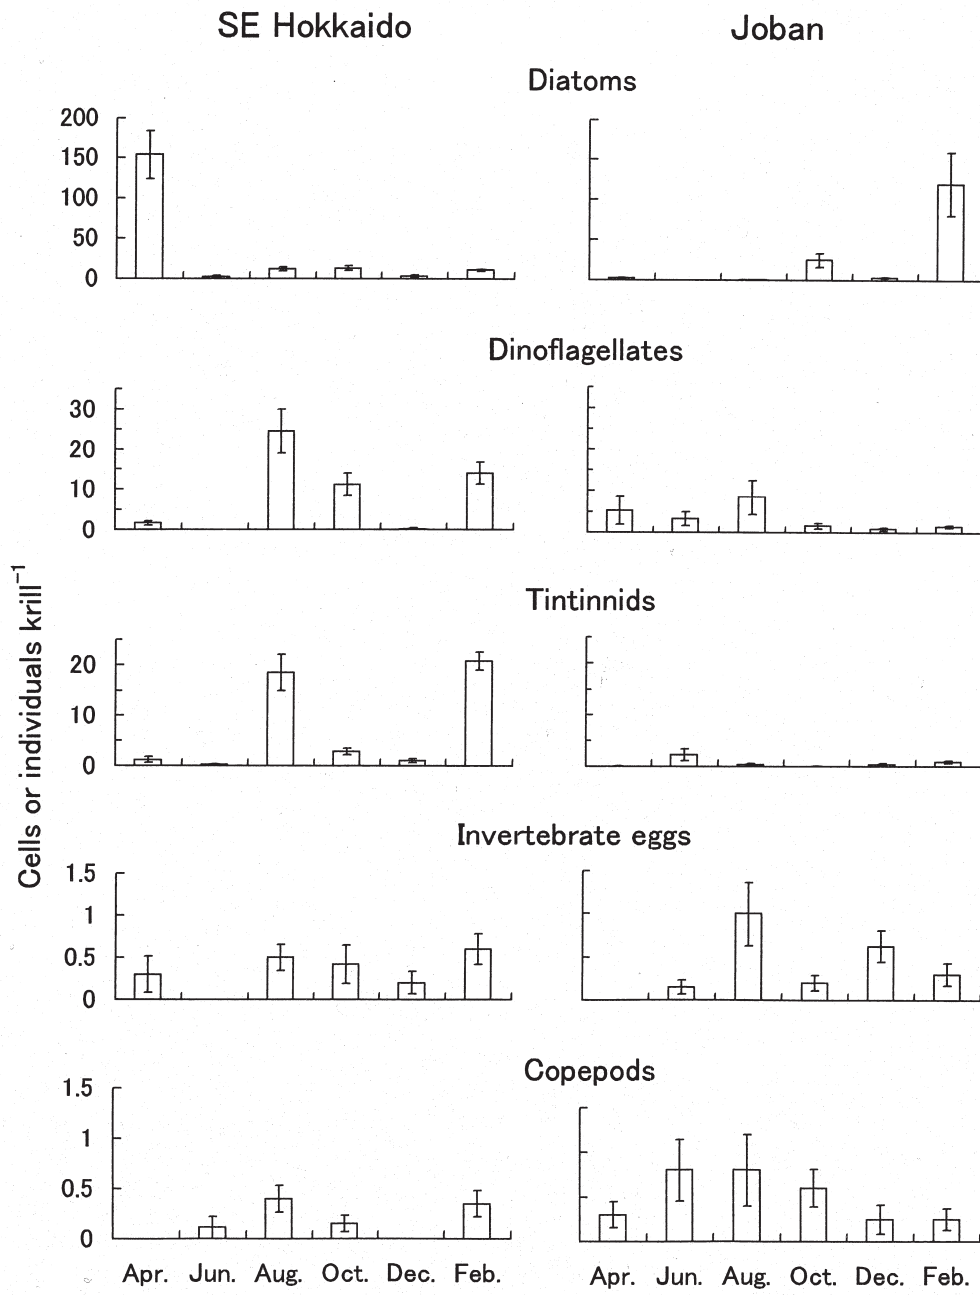 SE Hokkaido
Joban
Diatoms
200
150
100
50
0
Dinoflagellates
30
20
10
0
Cells or individuals krill⁻¹
Tintinnids
20
10
0
Invertebrate eggs
1.5
1
0.5
0
Copepods
1.5
1
0.5
0
Apr. Jun. Aug. Oct. Dec. Feb.
Apr. Jun. Aug. Oct. Dec. Feb.